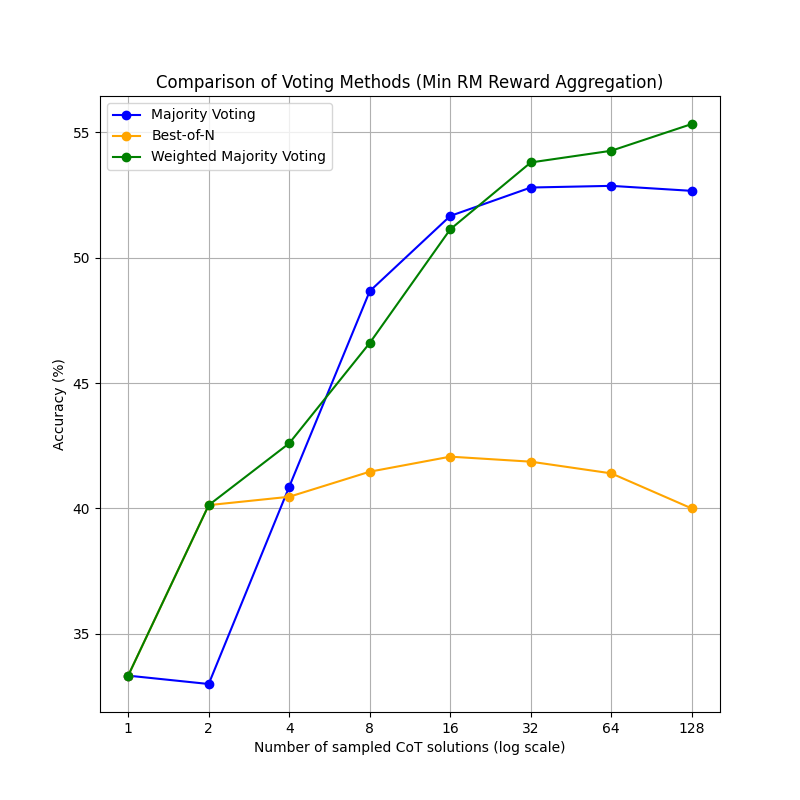 Comparison of Voting Methods (Min RM Reward Aggregation)
Majority Voting
Best-of-N
Weighted Majority Voting
55
50
45
40
35
Accuracy (%)
1 2 4 8 16 32 64 128
Number of sampled CoT solutions (log scale)